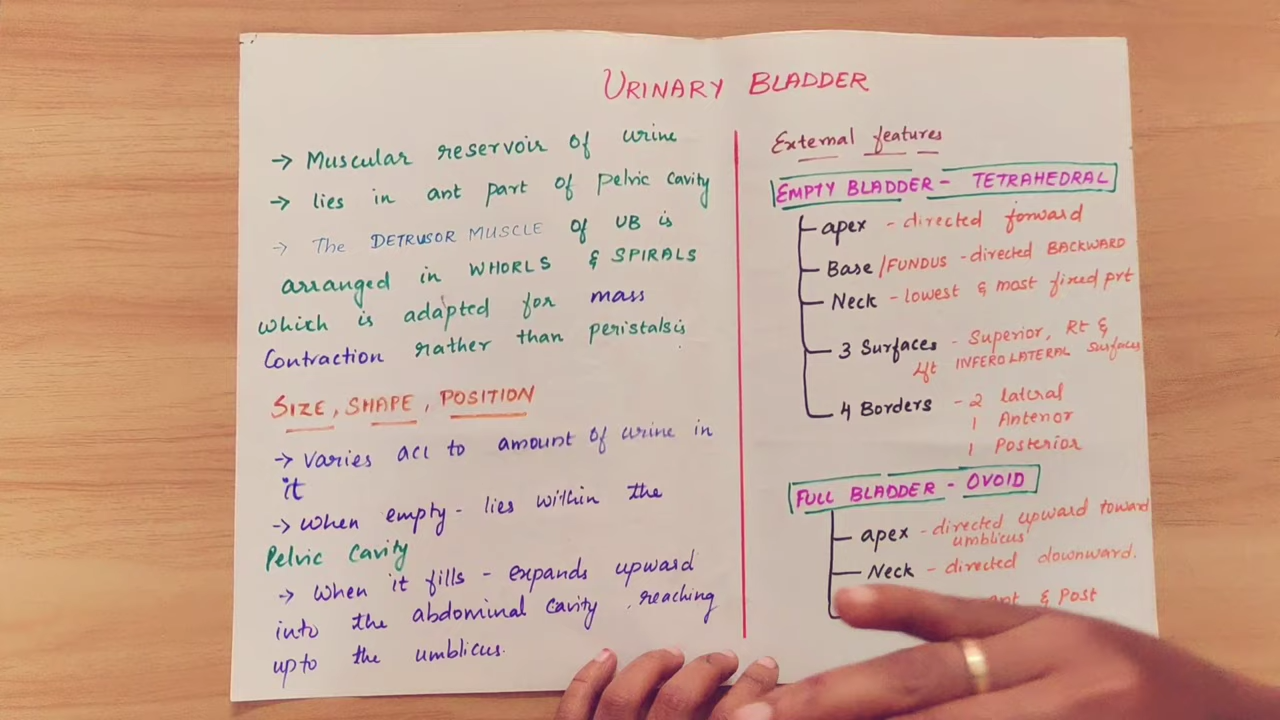 URINARY BLADDER
→ Muscular reservoir of urine
→ lies in ant part of pelvic cavity
→ The DETRUSOR MUSCLE of UB is
arranged in WHORLS & SPIRALS
which is adapted for mass
Contraction rather than peristalsis
SIZE, SHAPE, POSITION
→ Varies acc to amount of urine in
it
→ When empty - lies within the
Pelvic Cavity
→ When it fills - expands upward
into the abdominal cavity, reaching
upto the umblicus.
External features
EMPTY BLADDER - TETRAHEDRAL
apex - directed forward
Base/FUNDUS - directed BACKWARD
Neck - lowest & most fixed prt
3 Surfaces - Superior, Rt &
Lft INFEROLATERAL Surfaces
4 Borders - 2 lateral
1 Anterior
1 Posterior
FULL BLADDER - OVOID
apex - directed upward toward
umblicus
Neck - directed downward.
ant & Post